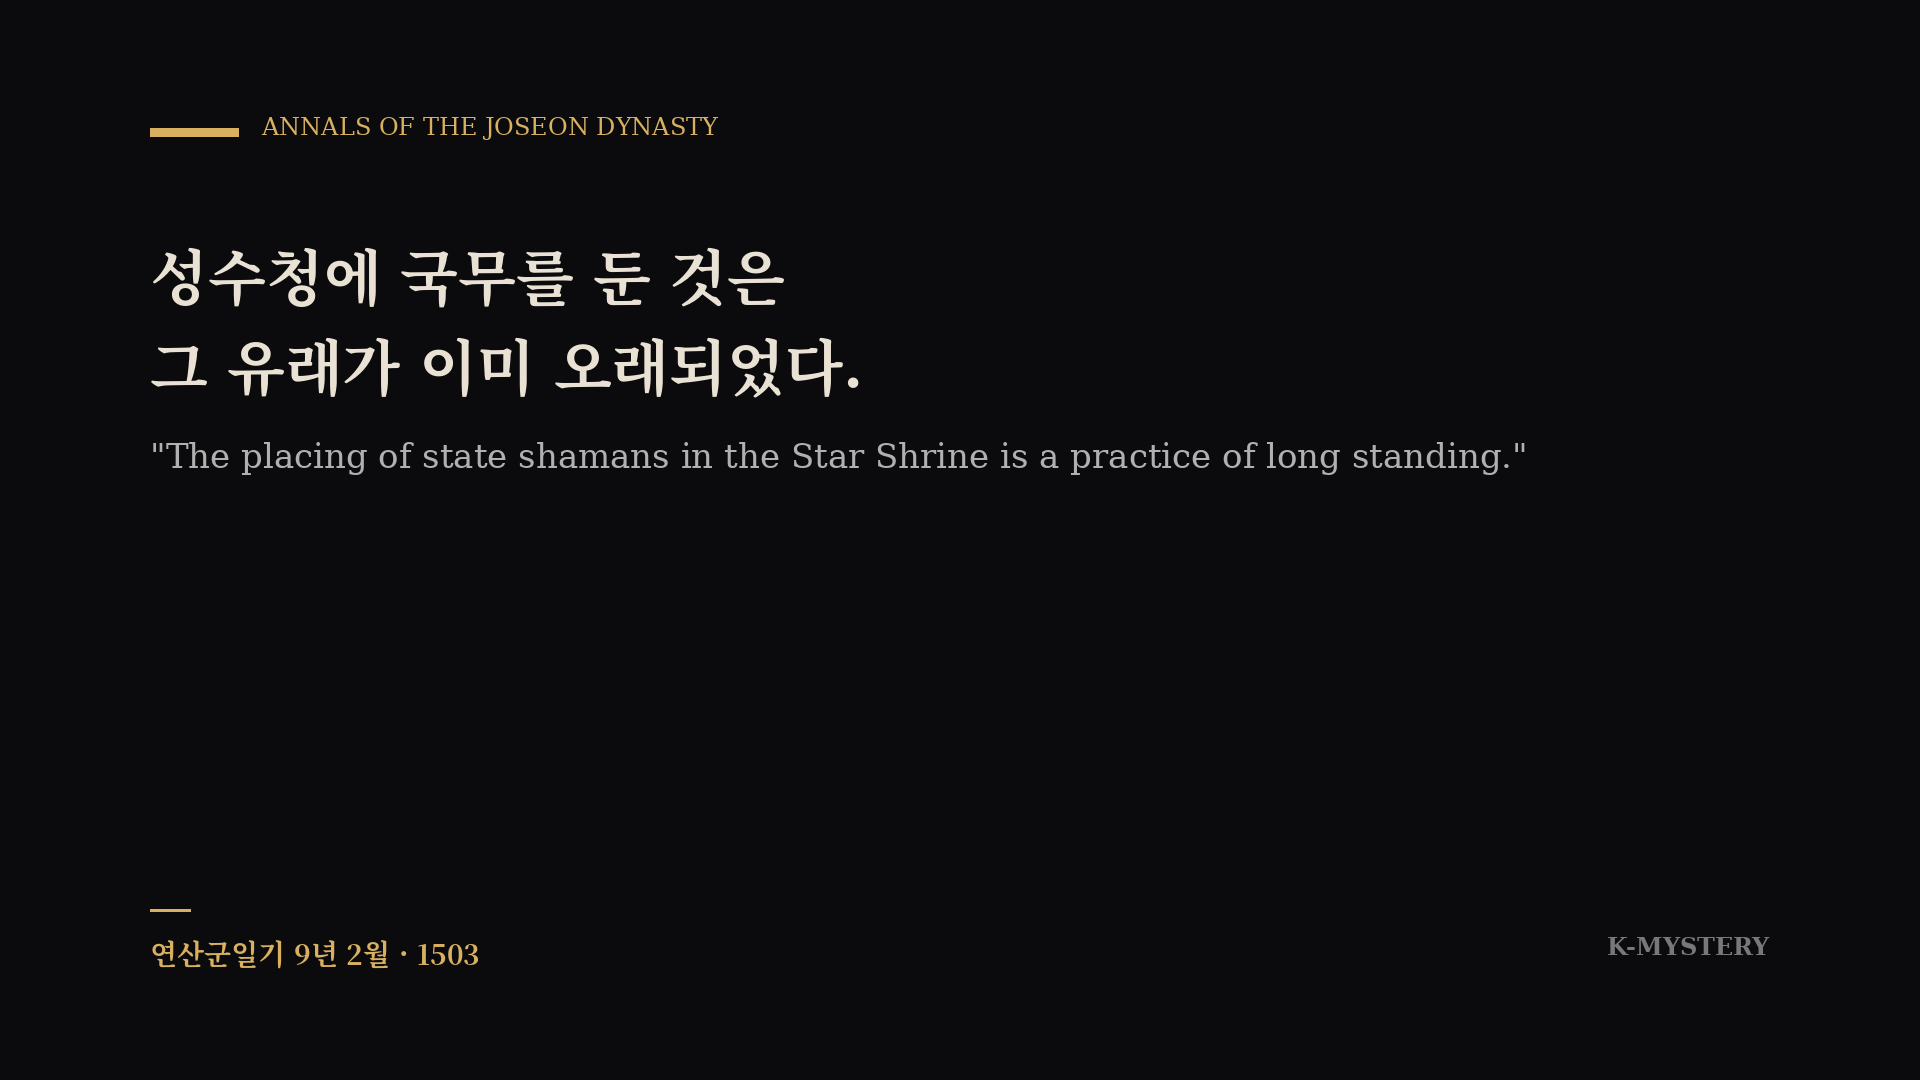 ANNALS OF THE JOSEON DYNASTY
성수청에 국무를 둔 것은
그 유래가 이미 오래되었다.
"The placing of state shamans in the Star Shrine is a practice of long standing."
연산군일기 9년 2월 · 1503
K-MYSTERY